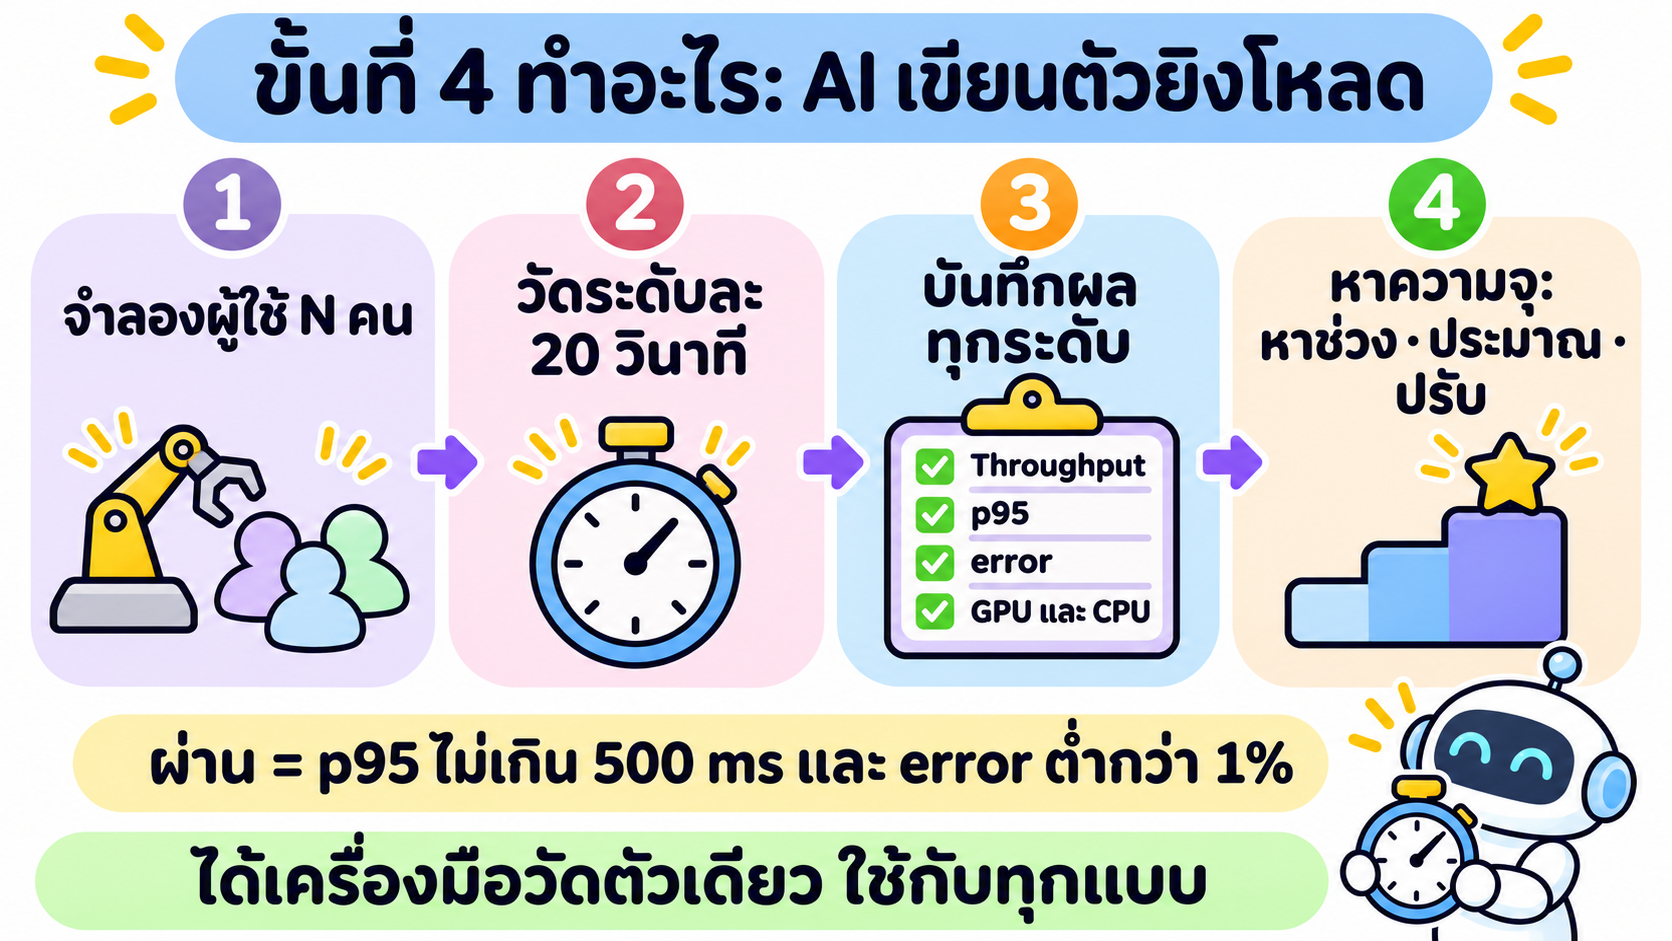 ขั้นที่ 4 ทำอะไร: AI เขียนตัวยิงโหลด
1
จำลองผู้ใช้ N คน
2
วัดระดับละ
20 วินาที
3
บันทึกผล
ทุกระดับ
Throughput
p95
error
GPU และ CPU
4
หาความจุ:
หาช่วง · ประมาณ ·
ปรับ
ผ่าน = p95 ไม่เกิน 500 ms และ error ต่ำกว่า 1%
ได้เครื่องมือวัดตัวเดียว ใช้กับทุกแบบ